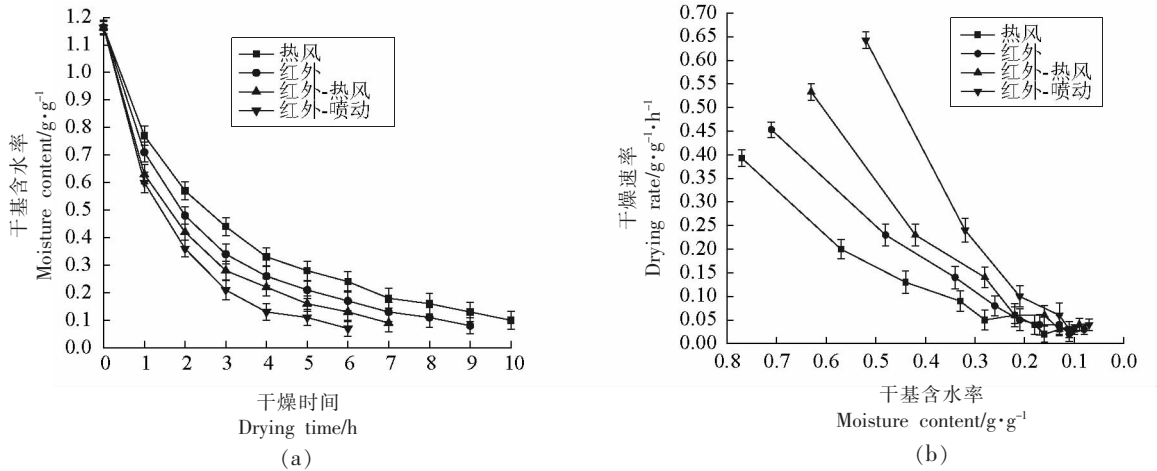 1.2
1.1
1.0
0.9
0.8
0.7
0.6
0.5
0.4
0.3
0.2
0.1
0.0
干基含水率
Moisture content/g·g⁻¹
热风
红外
红外-热风
红外-喷动
0 1 2 3 4 5 6 7 8 9 10
干燥时间
Drying time/h
(a)
0.70
0.65
0.60
0.55
0.50
0.45
0.40
0.35
0.30
0.25
0.20
0.15
0.10
0.05
0.00
干燥速率
Drying rate/g·g⁻¹·h⁻¹
热风
红外
红外-热风
红外-喷动
0.8 0.7 0.6 0.5 0.4 0.3 0.2 0.1 0.0
干基含水率
Moisture content/g·g⁻¹
(b)